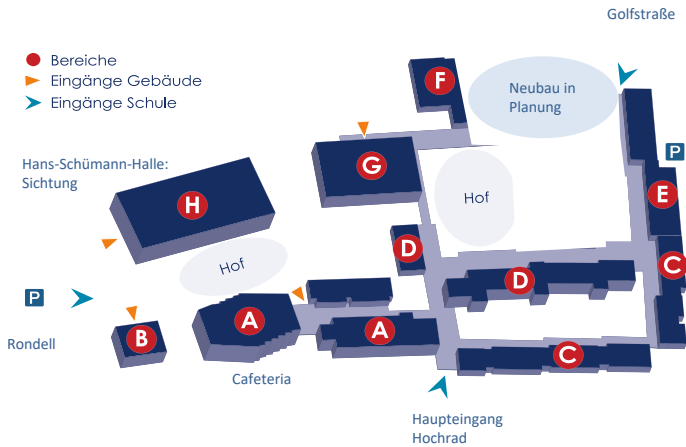 Golfstraße
Bereiche
Eingänge Gebäude
Eingänge Schule
F
Neubau in
Planung
P
Hans-Schümann-Halle:
Sichtung
G
H
E
Hof
D
Hof
D
C
P
A
A
B
C
Rondell
Cafeteria
Haupteingang
Hochrad